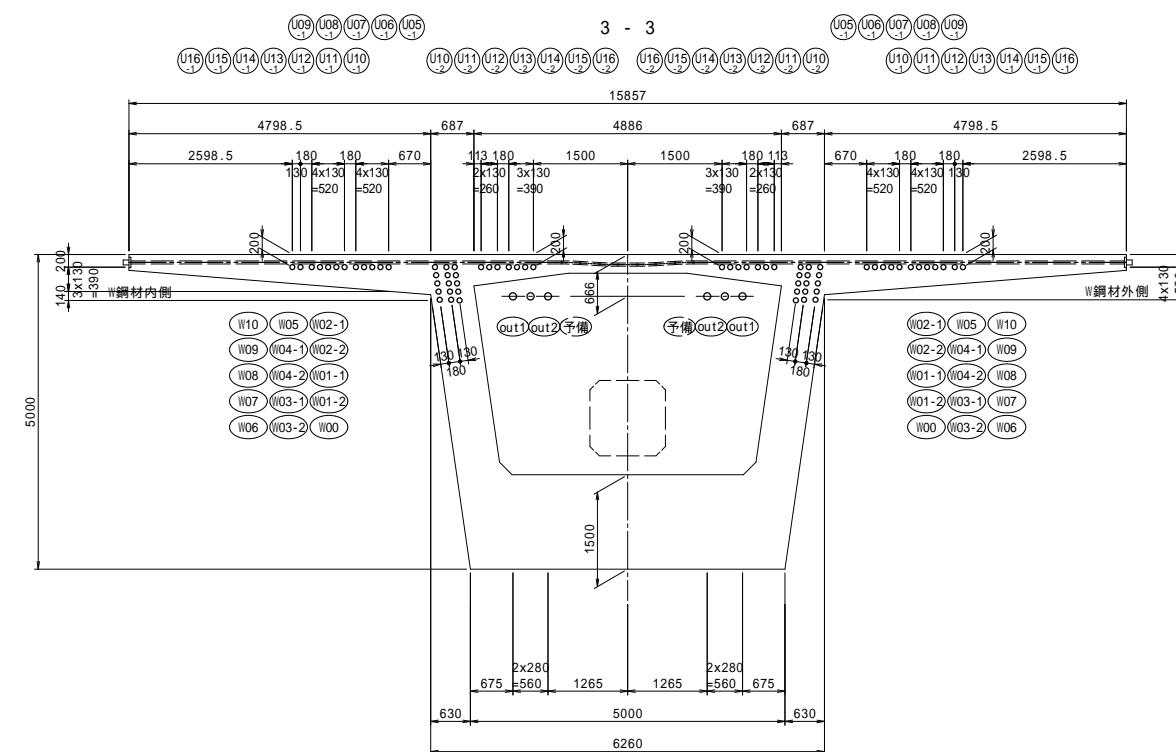 U09-1 U08-1 U07-1 U06-1 U05-1
3 - 3
U05-1 U06-1 U07-1 U08-1 U09-1
U16-1 U15-1 U14-1 U13-1 U12-1 U11-1 U10-1
U10-2 U11-2 U12-2 U13-2 U14-2 U15-2 U16-2
U16-2 U15-2 U14-2 U13-2 U12-2 U11-2 U10-2
U10-1 U11-1 U12-1 U13-1 U14-1 U15-1 U16-1
15857
4798.5 687 4886 687 4798.5
2598.5 180 180 670 113 180 1500 1500 180 113 670 180 180 2598.5
130 4x130 4x130 2x130 3x130 3x130 2x130 4x130 4x130 130
=520 =520 =260 =390 =390 =260 =520 =520
200 200 200 200
200
3x130
=390
140
W鋼材内側
666
W鋼材外側
4x130
out1 out2 予備
予備 out2 out1
W10 W05 W02-1
W09 W04-1 W02-2
W08 W04-2 W01-1
W07 W03-1 W01-2
W06 W03-2 W00
130 130
180
130 130
180
W02-1 W05 W10
W02-2 W04-1 W09
W01-1 W04-2 W08
W01-2 W03-1 W07
W00 W03-2 W06
5000
1500
2x280 2x280
675 =560 1265 1265 =560 675
630 5000 630
6260